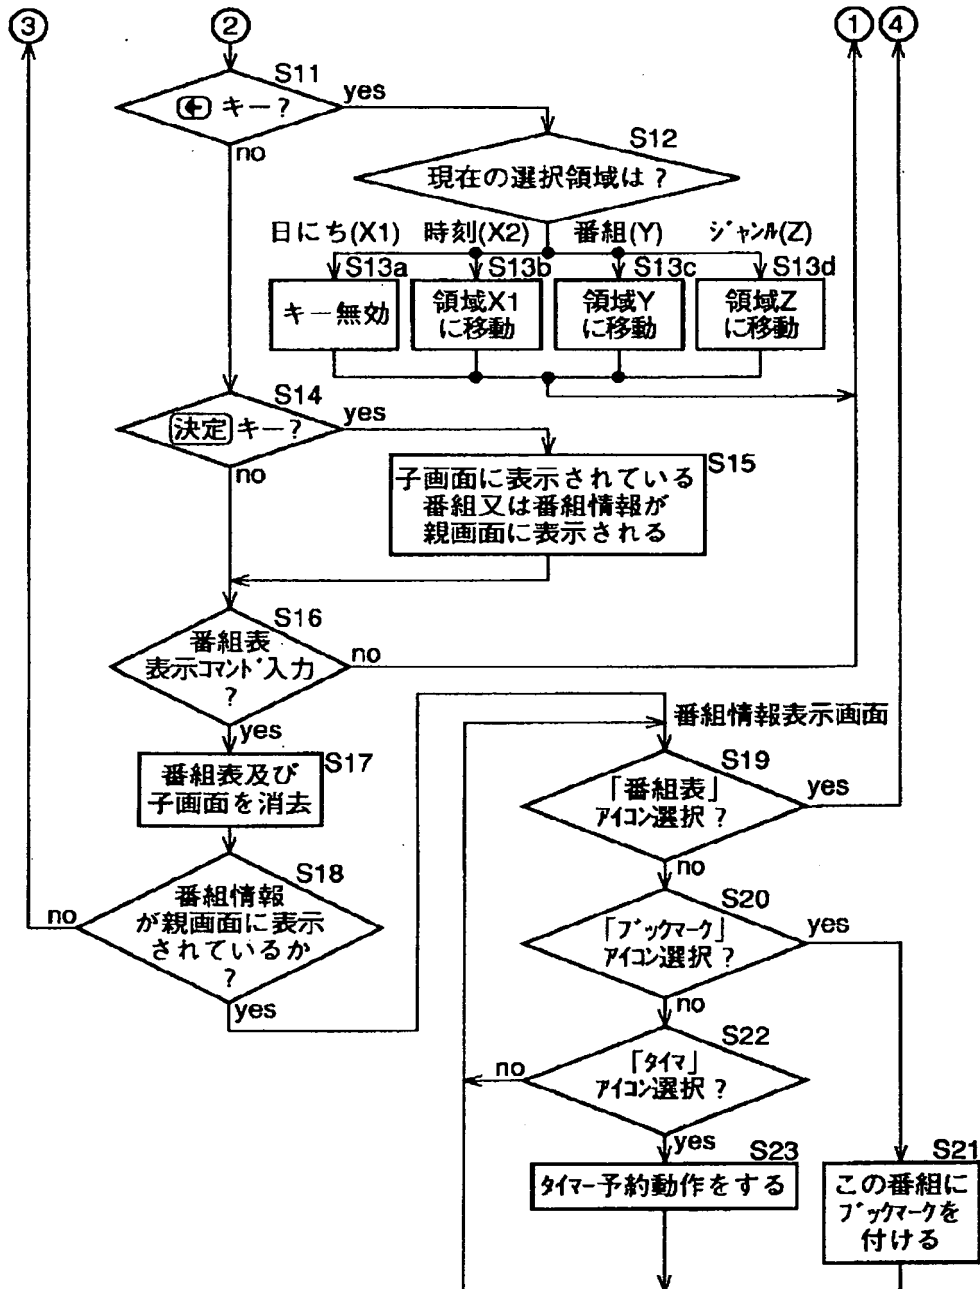 ③
②
①
④
S11
← キー?
yes
no
S12
現在の選択領域は?
日にち(X1)
時刻(X2)
番組(Y)
ジャンル(Z)
S13a
S13b
S13c
S13d
キー無効
領域X1
に移動
領域Y
に移動
領域Z
に移動
S14
決定 キー?
yes
no
S15
子画面に表示されている
番組又は番組情報が
親画面に表示される
S16
番組表
表示コマンド入力
?
no
yes
S17
番組表及び
子画面を消去
S18
番組情報
が親画面に表示
されているか
?
no
yes
番組情報表示画面
S19
「番組表」
アイコン選択?
yes
no
S20
「ブックマーク」
アイコン選択?
yes
no
S22
「タイマ」
アイコン選択?
no
yes
S23
タイマー予約動作をする
S21
この番組に
ブックマークを
付ける